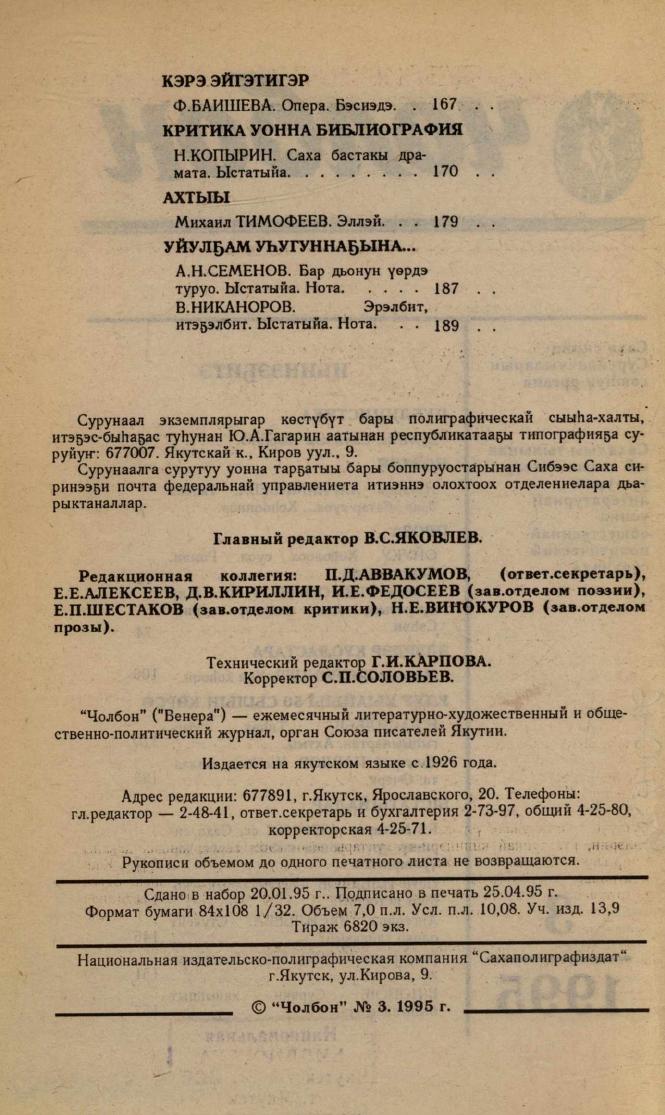 КЭРЭ ЭЙГЭТИГЭР
Ф.БАИШЕВА. Опера. Бэсиэдэ. . 167 . .
КРИТИКА УОННА БИБЛИОГРАФИЯ
Н.КОПЫРИН. Саха бастакы дра-
мата. Ыстатыйа. . . . . . . . . 170 . .
АХТЫЫ
Михаил ТИМОФЕЕВ. Эллэй. . . 179 . .
УЙУЛҔАМ УҺУГУННАҔЫНА...
А.Н.СЕМЕНОВ. Бар дьонун үөрдэ
туруо. Ыстатыйа. Нота. . . . . 187 . .
В.НИКАНОРОВ. Эрэлбит,
итэҕэлбит. Ыстатыйа. Нота. . . 189 . .
Сурунаал экземплярыгар көстүбүт бары полиграфическай сыыһа-халты,
итэҕэс-быһаҕас туһунан Ю.А.Гагарин аатынан республикатааҕы типографияҕа су-
руйуҥ: 677007. Якутскай к., Киров уул., 9.
Сурунаалга сурутуу уонна тарҕатыы бары боппуруостарынан Сибээс Саха си-
ринээҕи почта федеральнай управлениета итиэннэ олохтоох отделениелара дьа-
рыктаналлар.
Главный редактор В.С.ЯКОВЛЕВ.
Редакционная коллегия: П.Д.АВВАКУМОВ, (ответ.секретарь),
Е.Е.АЛЕКСЕЕВ, Д.В.КИРИЛЛИН, И.Е.ФЕДОСЕЕВ (зав.отделом поэзии),
Е.П.ШЕСТАКОВ (зав.отделом критики), Н.Е.ВИНОКУРОВ (зав.отделом
прозы).
Технический редактор Г.И.КАРПОВА.
Корректор С.П.СОЛОВЬЕВ.
"Чолбон" ("Венера") — ежемесячный литературно-художественный и обще-
ственно-политический журнал, орган Союза писателей Якутии.
Издается на якутском языке с 1926 года.
Адрес редакции: 677891, г.Якутск, Ярославского, 20. Телефоны:
гл.редактор — 2-48-41, ответ.секретарь и бухгалтерия 2-73-97, общий 4-25-80,
корректорская 4-25-71.
Рукописи объемом до одного печатного листа не возвращаются.
Сдано в набор 20.01.95 г.. Подписано в печать 25.04.95 г.
Формат бумаги 84х108 1/32. Объем 7,0 п.л. Усл. п.л. 10,08. Уч. изд. 13,9
Тираж 6820 экз.
Национальная издательско-полиграфическая компания "Сахаполиграфиздат"
г.Якутск, ул.Кирова, 9.
© "Чолбон" № 3. 1995 г.